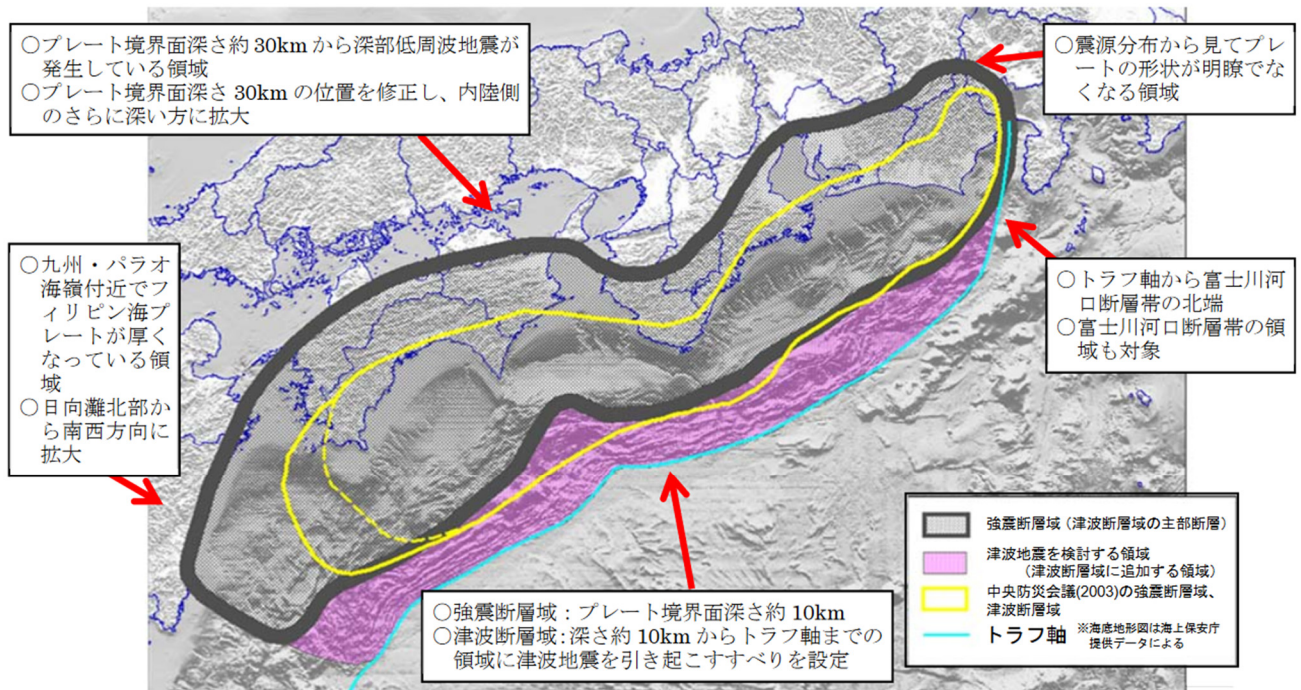 ○プレート境界面深さ約30kmから深部低周波地震が
発生している領域
○プレート境界面深さ30kmの位置を修正し、内陸側
のさらに深い方に拡大
○震源分布から見てプレ
ートの形状が明瞭でな
くなる領域
○九州・パラオ
海嶺付近でフ
ィリピン海プ
レートが厚く
なっている領
域
○日向灘北部か
ら南西方向に
拡大
○トラフ軸から富士川河
口断層帯の北端
○富士川河口断層帯の領
域も対象
○強震断層域：プレート境界面深さ約10km
○津波断層域：深さ約10kmからトラフ軸までの
領域に津波地震を引き起こすすべりを設定
強震断層域（津波断層域の主部断層）
津波地震を検討する領域
（津波断層域に追加する領域）
中央防災会議(2003)の強震断層域、
津波断層域
トラフ軸 ※海底地形図は海上保安庁
提供データによる